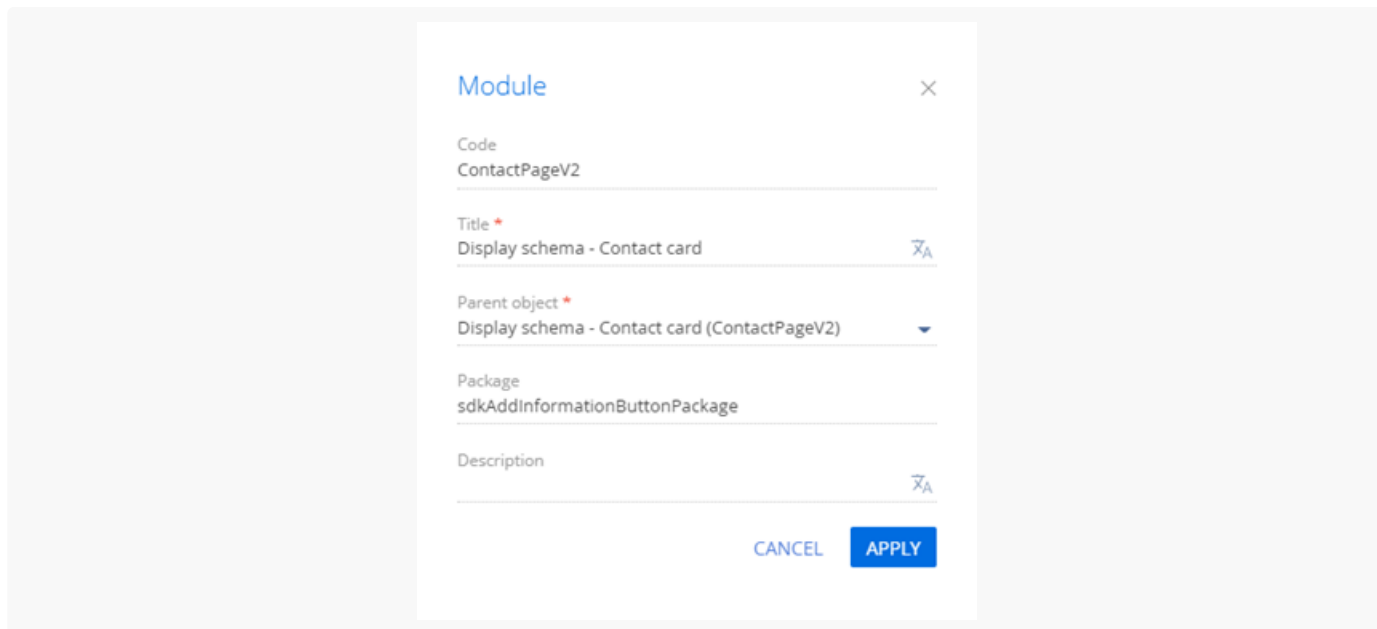 Module
Code
ContactPageV2
Title *
Display schema - Contact card
Parent object *
Display schema - Contact card (ContactPageV2)
Package
sdkAddInformationButtonPackage
Description
CANCEL APPLY